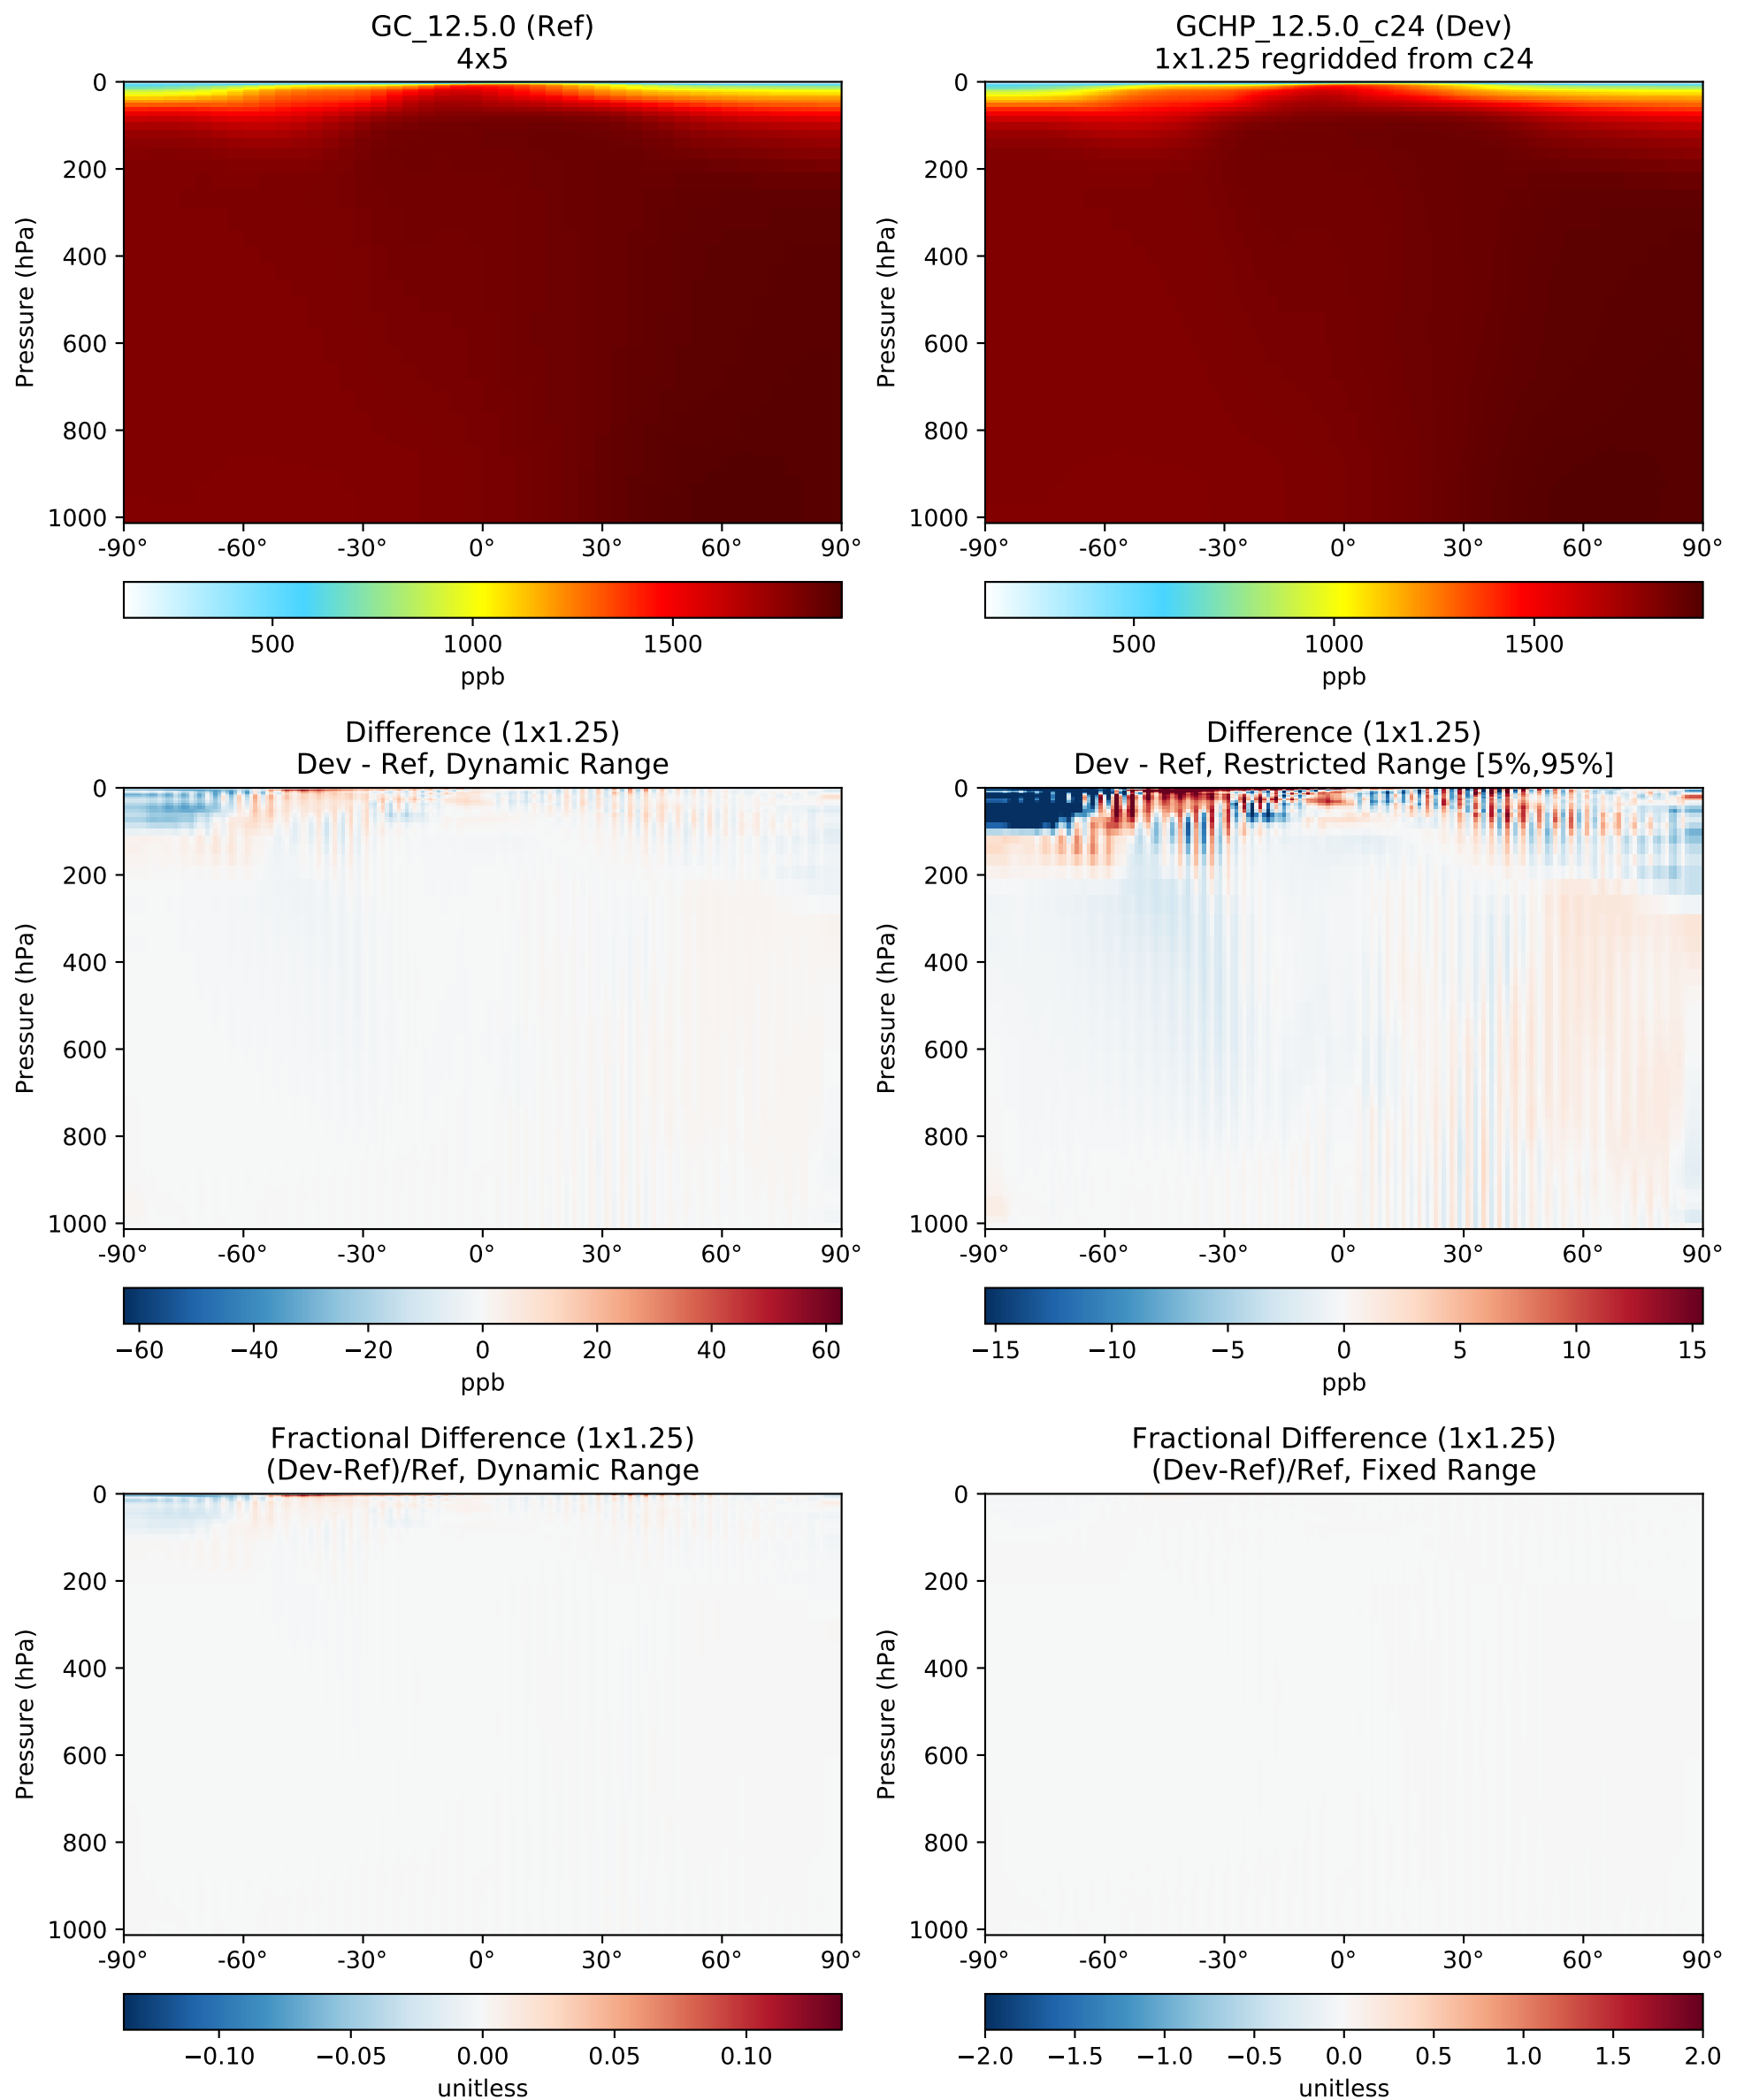 GC_12.5.0 (Ref)
4x5
GCHP_12.5.0_c24 (Dev)
1x1.25 regridded from c24
Pressure (hPa)
0
200
400
600
800
1000
-90° -60° -30° 0° 30° 60° 90°
500 1000 1500
ppb
Pressure (hPa)
0
200
400
600
800
1000
-90° -60° -30° 0° 30° 60° 90°
500 1000 1500
ppb
Difference (1x1.25)
Dev - Ref, Dynamic Range
Pressure (hPa)
0
200
400
600
800
1000
-90° -60° -30° 0° 30° 60° 90°
−60 −40 −20 0 20 40 60
ppb
Difference (1x1.25)
Dev - Ref, Restricted Range [5%,95%]
Pressure (hPa)
0
200
400
600
800
1000
-90° -60° -30° 0° 30° 60° 90°
−15 −10 −5 0 5 10 15
ppb
Fractional Difference (1x1.25)
(Dev-Ref)/Ref, Dynamic Range
Pressure (hPa)
0
200
400
600
800
1000
-90° -60° -30° 0° 30° 60° 90°
−0.10 −0.05 0.00 0.05 0.10
unitless
Fractional Difference (1x1.25)
(Dev-Ref)/Ref, Fixed Range
Pressure (hPa)
0
200
400
600
800
1000
-90° -60° -30° 0° 30° 60° 90°
−2.0 −1.5 −1.0 −0.5 0.0 0.5 1.0 1.5 2.0
unitless